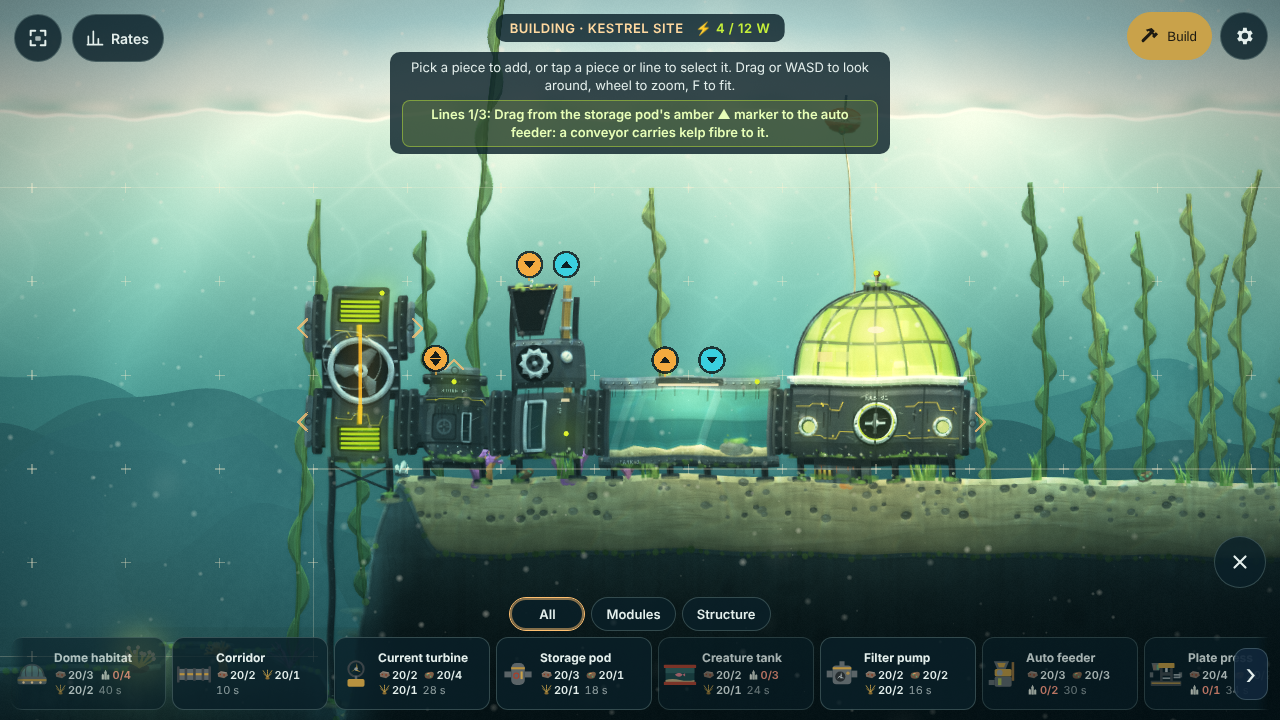 BUILDING · KESTREL SITE ⚡ 4 / 12 W
Rates
Build
Pick a piece to add, or tap a piece or line to select it. Drag or WASD to look
around, wheel to zoom, F to fit.
Lines 1/3: Drag from the storage pod's amber ▲ marker to the auto
feeder: a conveyor carries kelp fibre to it.
All
Modules
Structure
Dome habitat
20/3 0/4
20/2 40 s
Corridor
20/2 20/1
10 s
Current turbine
20/2 20/4
20/1 28 s
Storage pod
20/3 20/1
20/1 18 s
Creature tank
20/2 0/3
20/1 24 s
Filter pump
20/2 20/2
20/2 16 s
Auto feeder
20/3 20/3
0/2 30 s
Plate
20/4
0/1